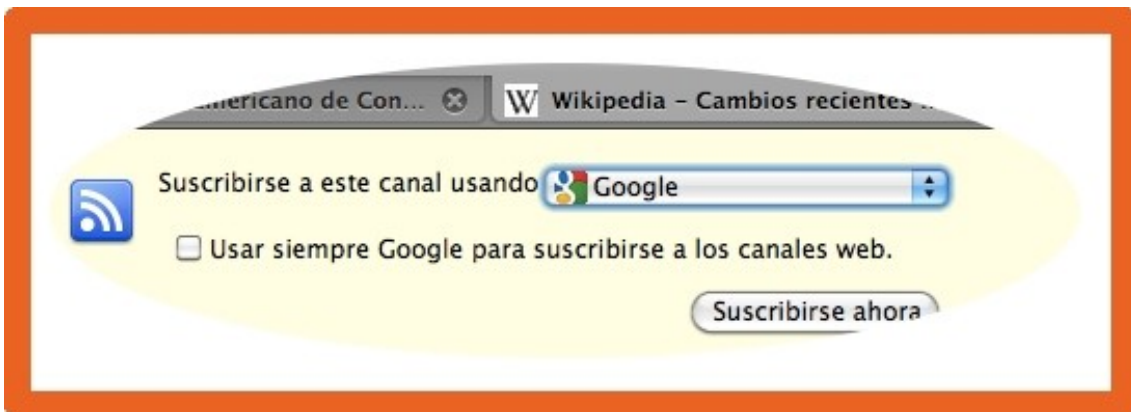 mericano de Con... W Wikipedia – Cambios recientes ...
Suscribirse a este canal usando Google
Usar siempre Google para suscribirse a los canales web.
Suscribirse ahora